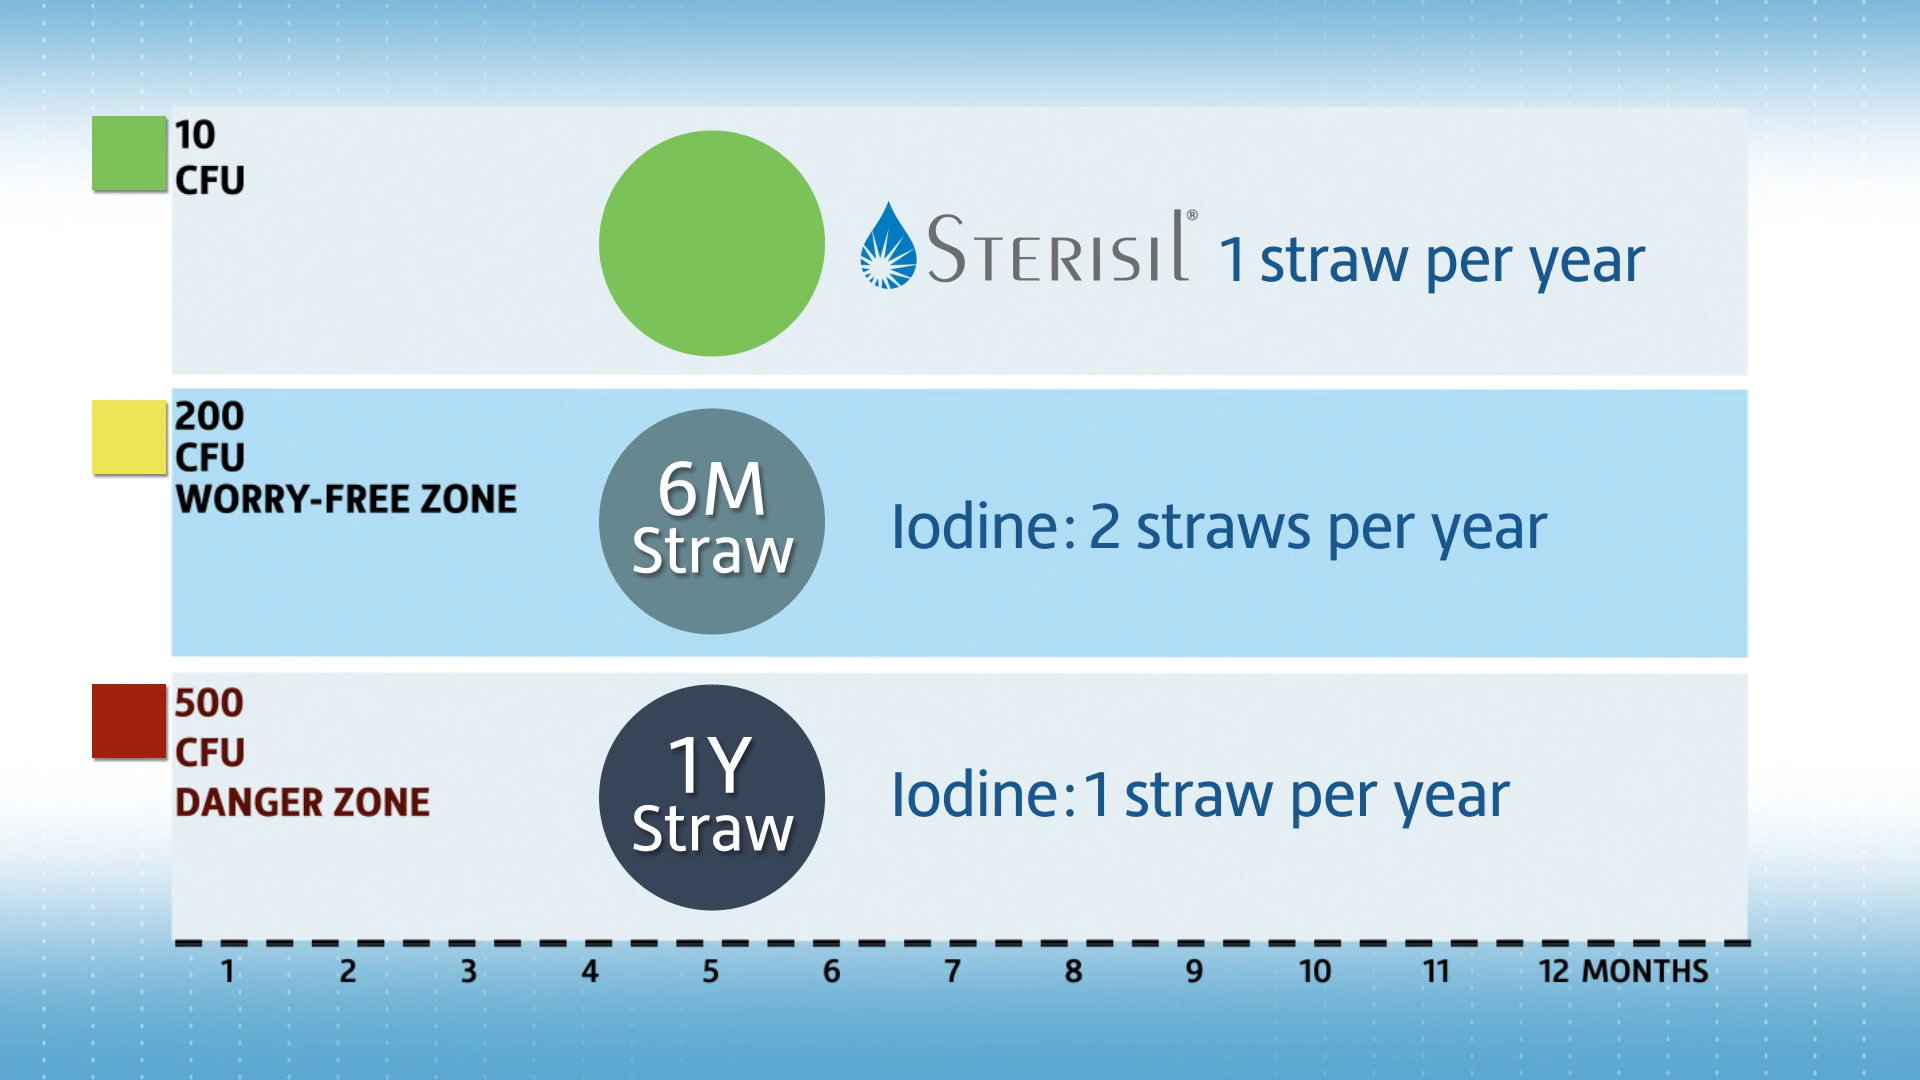 10
CFU
STERISIL® 1 straw per year
200
CFU
WORRY-FREE ZONE
6M
Straw
Iodine: 2 straws per year
500
CFU
DANGER ZONE
1Y
Straw
Iodine: 1 straw per year
1 2 3 4 5 6 7 8 9 10 11 12 MONTHS